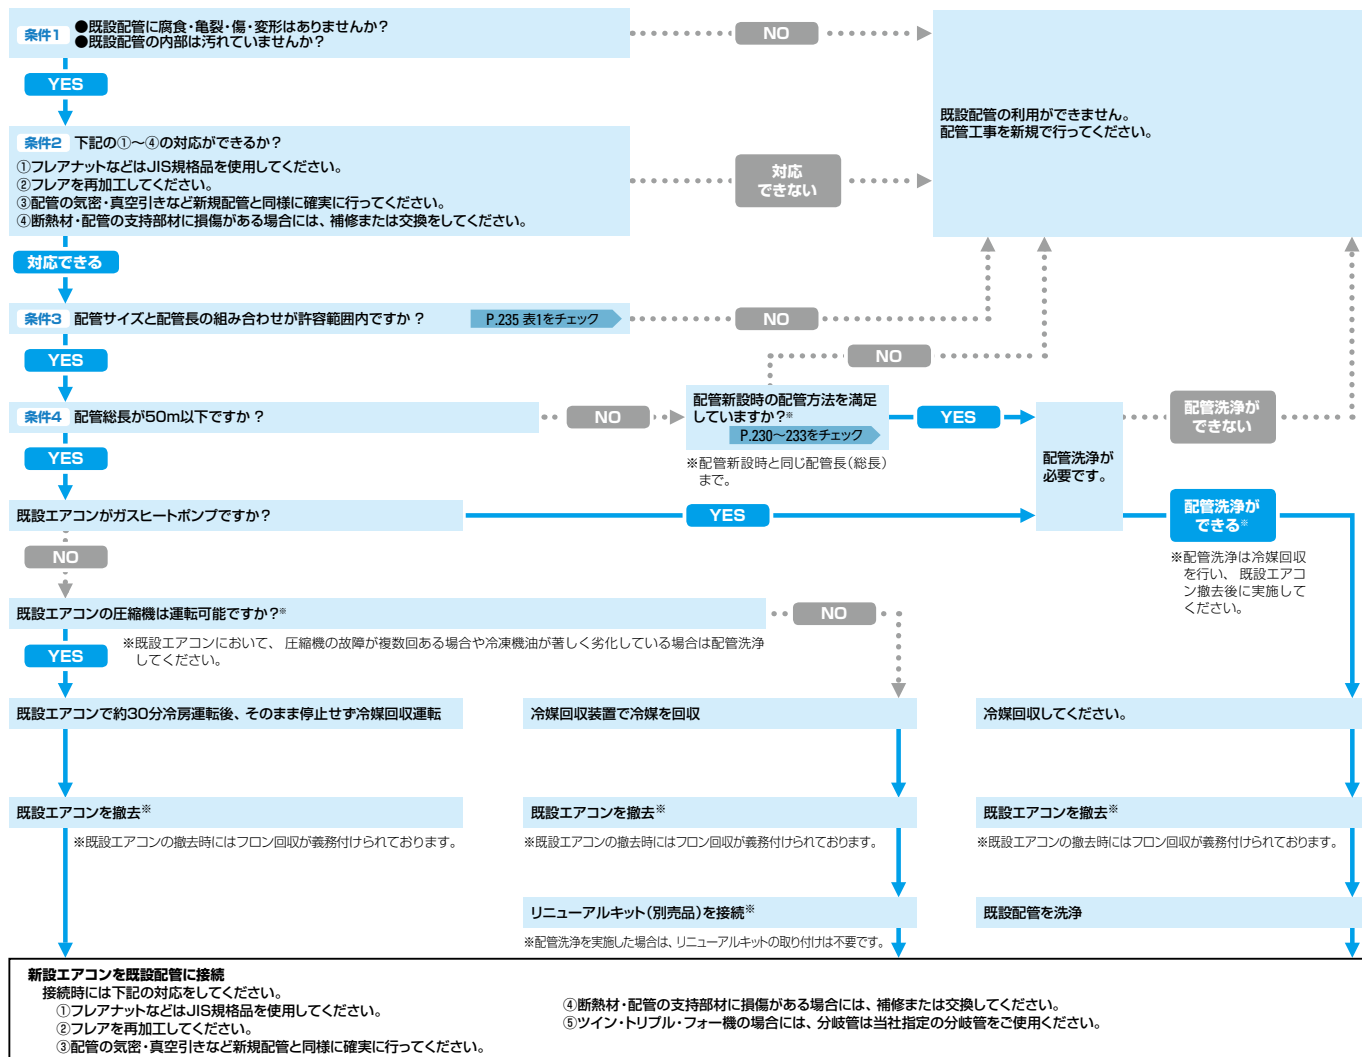 条件1 ●既設配管に腐食・亀裂・傷・変形はありませんか?
●既設配管の内部は汚れていませんか?
NO
YES
既設配管の利用ができません。
配管工事を新規で行ってください。
条件2 下記の①〜④の対応ができるか?
①フレアナットなどはJIS規格品を使用してください。
②フレアを再加工してください。
③配管の気密・真空引きなど新規配管と同様に確実に行ってください。
④断熱材・配管の支持部材に損傷がある場合には、補修または交換をしてください。
対応
できない
対応できる
条件3 配管サイズと配管長の組み合わせが許容範囲内ですか? P.235 表1をチェック
NO
YES
NO
条件4 配管総長が50m以下ですか?
NO
配管新設時の配管方法を満足
していますか?※
P.230〜233をチェック
※配管新設時と同じ配管長(総長)
まで。
YES
配管洗浄が
必要です。
配管洗浄が
できない
YES
既設エアコンがガスヒートポンプですか?
YES
配管洗浄が
できる※
※配管洗浄は冷媒回収
を行い、既設エアコ
ン撤去後に実施して
ください。
NO
既設エアコンの圧縮機は運転可能ですか?※
NO
※既設エアコンにおいて、圧縮機の故障が複数回ある場合や冷凍機油が著しく劣化している場合は配管洗浄
してください。
YES
既設エアコンで約30分冷房運転後、そのまま停止せず冷媒回収運転
冷媒回収装置で冷媒を回収
冷媒回収してください。
既設エアコンを撤去※
※既設エアコンの撤去時にはフロン回収が義務付けられております。
既設エアコンを撤去※
※既設エアコンの撤去時にはフロン回収が義務付けられております。
既設エアコンを撤去※
※既設エアコンの撤去時にはフロン回収が義務付けられております。
リニューアルキット(別売品)を接続※
※配管洗浄を実施した場合は、リニューアルキットの取り付けは不要です。
既設配管を洗浄
新設エアコンを既設配管に接続
接続時には下記の対応をしてください。
①フレアナットなどはJIS規格品を使用してください。
②フレアを再加工してください。
③配管の気密・真空引きなど新規配管と同様に確実に行ってください。
④断熱材・配管の支持部材に損傷がある場合には、補修または交換してください。
⑤ツイン・トリプル・フォー機の場合には、分岐管は当社指定の分岐管をご使用ください。